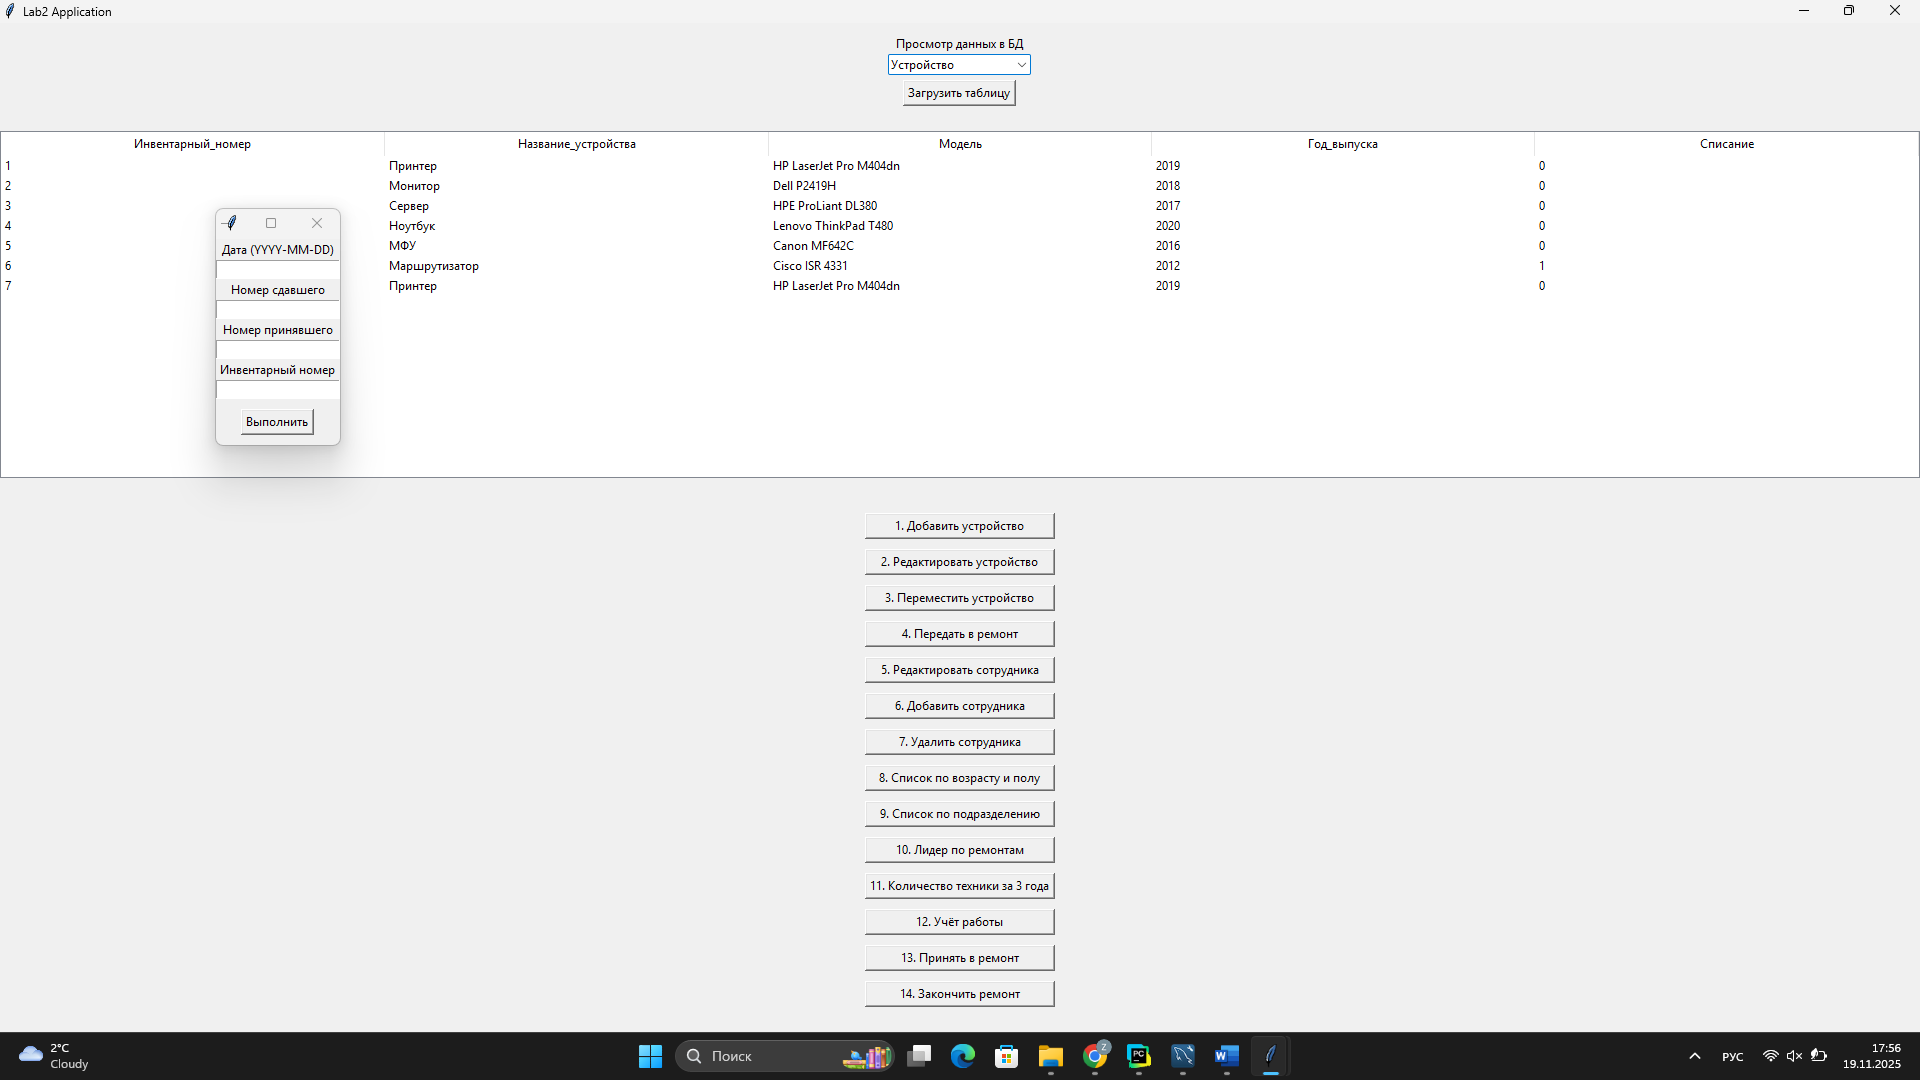 Lab2 Application
Просмотр данных в БД
Устройство
Загрузить таблицу
Инвентарный_номер Название_устройства Модель Год_выпуска Списание
1 Принтер HP LaserJet Pro M404dn 2019 0
2 Монитор Dell P2419H 2018 0
3 Сервер HPE ProLiant DL380 2017 0
4 Ноутбук Lenovo ThinkPad T480 2020 0
5 МФУ Canon MF642C 2016 0
6 Маршрутизатор Cisco ISR 4331 2012 1
7 Принтер HP LaserJet Pro M404dn 2019 0
Дата (YYYY-MM-DD)
Номер сдавшего
Номер принявшего
Инвентарный номер
Выполнить
1. Добавить устройство
2. Редактировать устройство
3. Переместить устройство
4. Передать в ремонт
5. Редактировать сотрудника
6. Добавить сотрудника
7. Удалить сотрудника
8. Список по возрасту и полу
9. Список по подразделению
10. Лидер по ремонтам
11. Количество техники за 3 года
12. Учёт работы
13. Принять в ремонт
14. Закончить ремонт
2°C
Cloudy
Поиск
Z
PC
W
РУС
17:56
19.11.2025